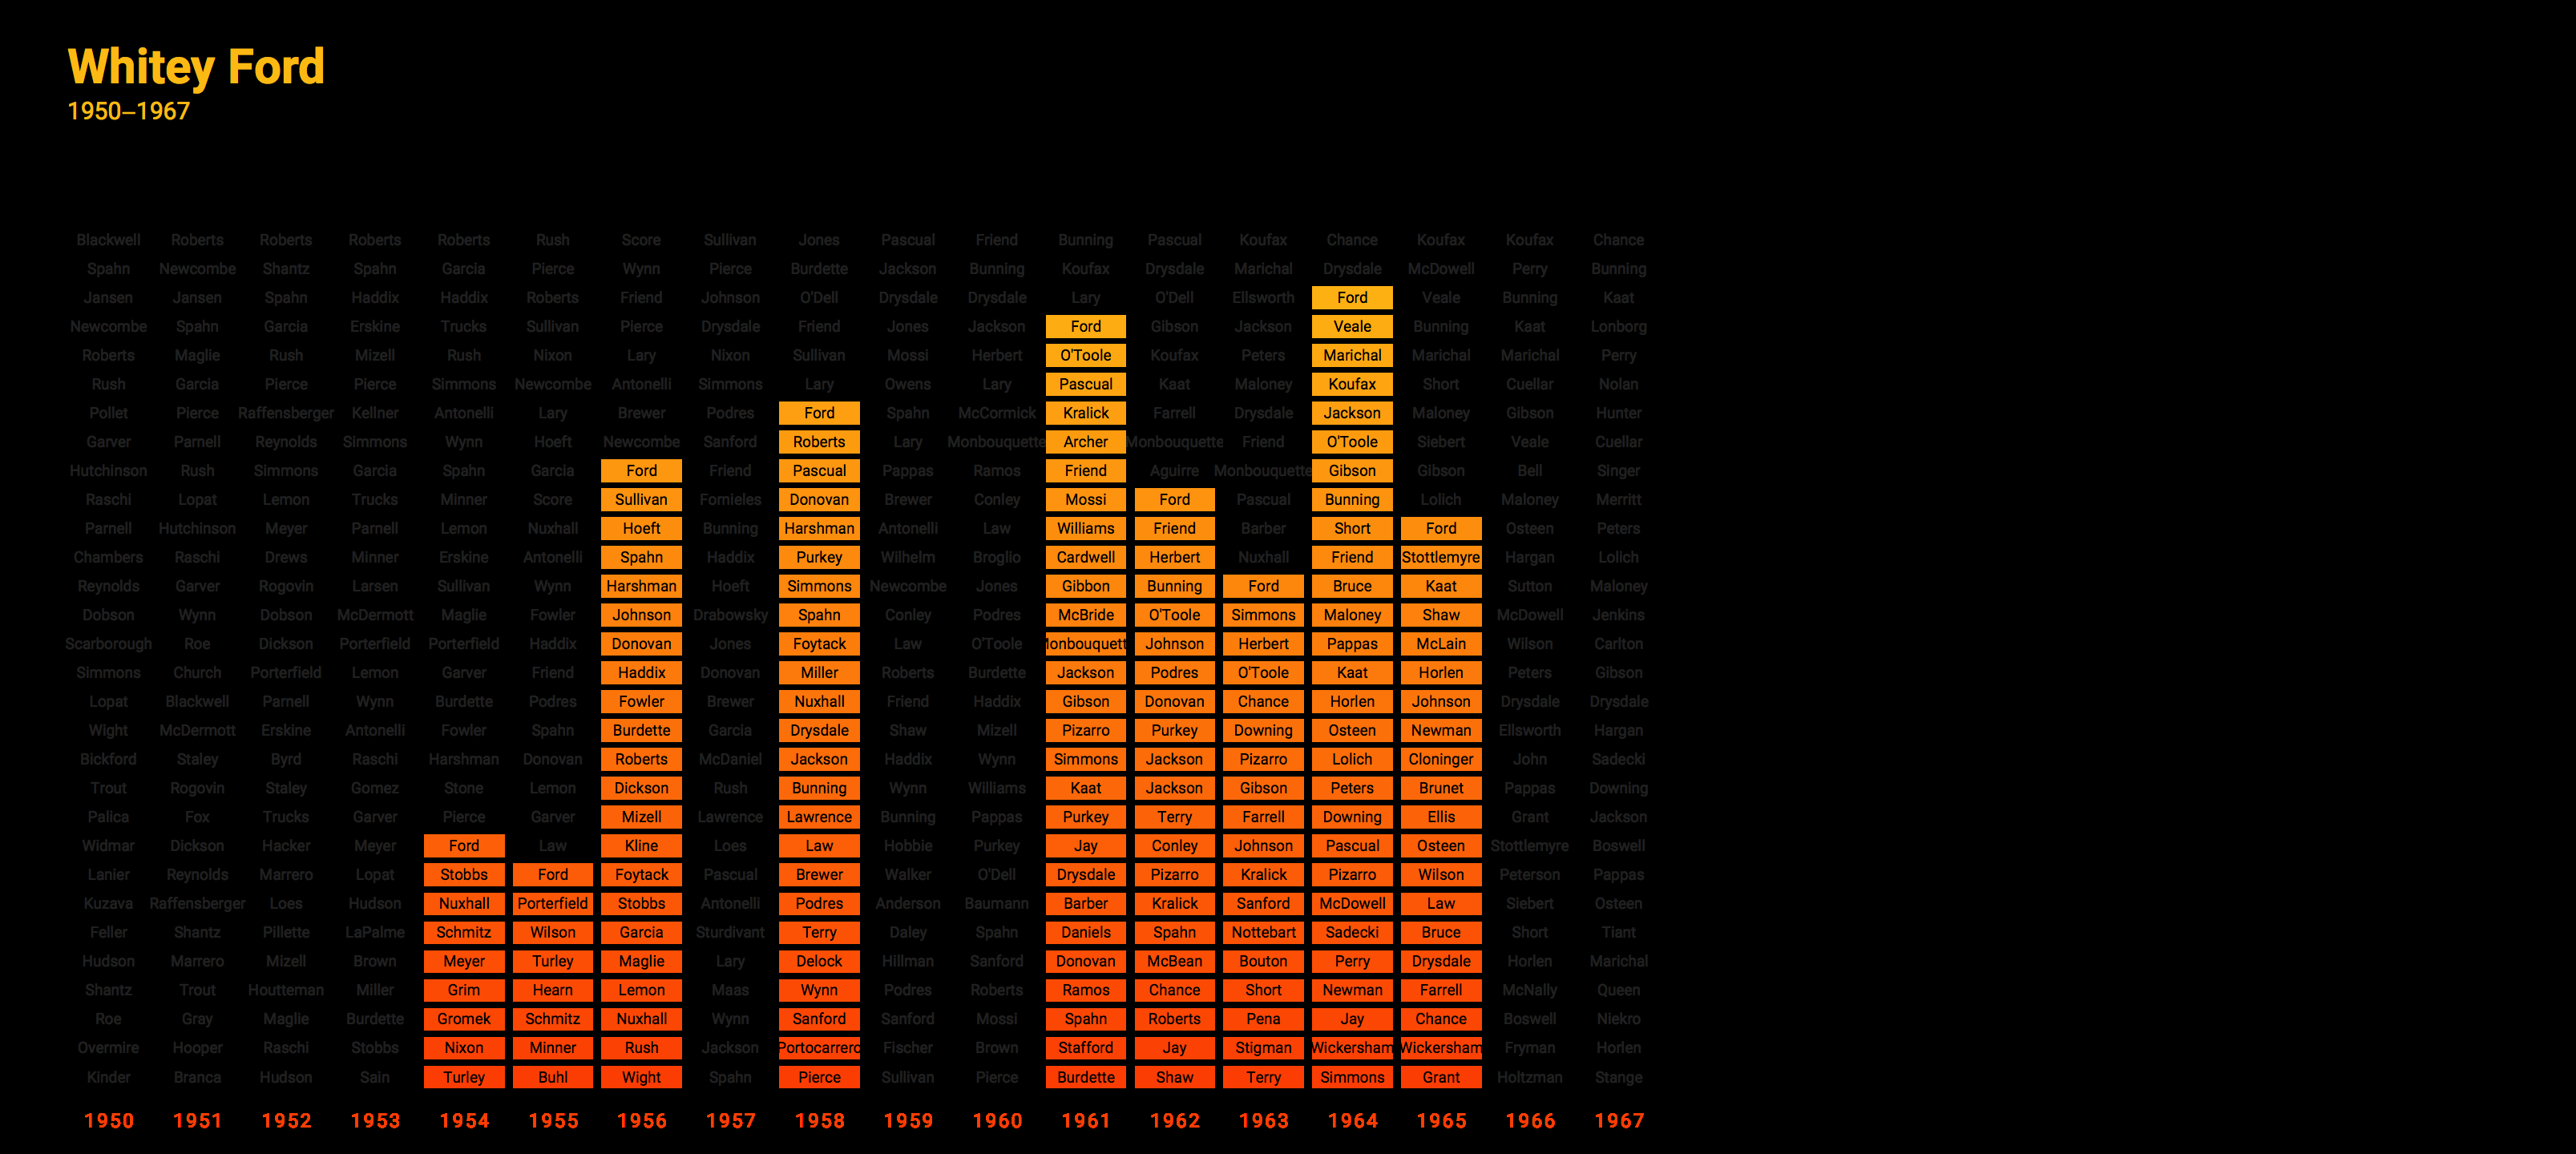 Whitey Ford
1950–1967
Blackwell Roberts Roberts Roberts Roberts Rush Score Sullivan Jones Pascual Friend Bunning Pascual Koufax Chance Koufax Koufax Chance
Spahn Newcombe Shantz Spahn Garcia Pierce Wynn Pierce Burdette Jackson Bunning Koufax Drysdale Marichal Drysdale McDowell Perry Bunning
Jansen Jansen Spahn Haddix Haddix Roberts Friend Johnson O'Dell Drysdale Drysdale Lary O'Dell Ellsworth Ford Veale Bunning Kaat
Newcombe Spahn Garcia Erskine Trucks Sullivan Pierce Drysdale Friend Jones Jackson Ford Gibson Jackson Veale Bunning Kaat Lonborg
Roberts Maglie Rush Mizell Rush Nixon Lary Nixon Sullivan Mossi Herbert O'Toole Koufax Peters Marichal Marichal Marichal Perry
Rush Garcia Pierce Pierce Simmons Newcombe Antonelli Simmons Lary Owens Lary Pascual Kaat Maloney Koufax Short Cuellar Nolan
Pollet Pierce Raffensberger Kellner Antonelli Lary Brewer Podres Ford Spahn McCormick Kralick Farrell Drysdale Jackson Maloney Gibson Hunter
Garver Parnell Reynolds Simmons Wynn Hoeft Newcombe Sanford Roberts Lary Monbouquette Archer Monbouquette Friend O'Toole Siebert Veale Cuellar
Hutchinson Rush Simmons Garcia Spahn Garcia Ford Friend Pascual Pappas Ramos Friend Aguirre Monbouquette Gibson Gibson Bell Singer
Raschi Lopat Lemon Trucks Minner Score Sullivan Fornieles Donovan Brewer Conley Mossi Ford Pascual Bunning Lolich Maloney Merritt
Parnell Hutchinson Meyer Parnell Lemon Nuxhall Hoeft Bunning Harshman Antonelli Law Williams Friend Barber Short Ford Osteen Peters
Chambers Raschi Drews Minner Erskine Antonelli Spahn Haddix Purkey Wilhelm Broglio Cardwell Herbert Nuxhall Friend Stottlemyre Hargan Lolich
Reynolds Garver Rogovin Larsen Sullivan Wynn Harshman Hoeft Simmons Newcombe Jones Gibbon Bunning Ford Bruce Kaat Sutton Maloney
Dobson Wynn Dobson McDermott Maglie Fowler Johnson Drabowsky Spahn Conley Podres McBride O'Toole Simmons Maloney Shaw McDowell Jenkins
Scarborough Roe Dickson Porterfield Porterfield Haddix Donovan Jones Foytack Law O'Toole Monbouquett Johnson Herbert Pappas McLain Wilson Carlton
Simmons Church Porterfield Lemon Garver Friend Haddix Donovan Miller Roberts Burdette Jackson Podres O'Toole Kaat Horlen Peters Gibson
Lopat Blackwell Parnell Wynn Burdette Podres Fowler Brewer Nuxhall Friend Haddix Gibson Donovan Chance Horlen Johnson Drysdale Drysdale
Wight McDermott Erskine Antonelli Fowler Spahn Burdette Garcia Drysdale Shaw Mizell Pizarro Purkey Downing Osteen Newman Ellsworth Hargan
Bickford Staley Byrd Raschi Harshman Donovan Roberts McDaniel Jackson Haddix Wynn Simmons Jackson Pizarro Lolich Cloninger John Sadecki
Trout Rogovin Staley Gomez Stone Lemon Dickson Rush Bunning Wynn Williams Kaat Jackson Gibson Peters Brunet Pappas Downing
Palica Fox Trucks Garver Pierce Garver Mizell Lawrence Lawrence Bunning Pappas Purkey Terry Farrell Downing Ellis Grant Jackson
Widmar Dickson Hacker Meyer Ford Law Kline Loes Law Hobbie Purkey Jay Conley Johnson Pascual Osteen Stottlemyre Boswell
Lanier Reynolds Marrero Lopat Stobbs Ford Foytack Pascual Brewer Walker O'Dell Drysdale Pizarro Kralick Pizarro Wilson Peterson Pappas
Kuzava Raffensberger Loes Hudson Nuxhall Porterfield Stobbs Antonelli Podres Anderson Baumann Barber Kralick Sanford McDowell Law Siebert Osteen
Feller Shantz Pillette LaPalme Schmitz Wilson Garcia Sturdivant Terry Daley Spahn Daniels Spahn Nottebart Sadecki Bruce Short Tiant
Hudson Marrero Mizell Brown Meyer Turley Maglie Lary Delock Hillman Sanford Donovan McBean Bouton Perry Drysdale Horlen Marichal
Shantz Trout Houtteman Miller Grim Hearn Lemon Maas Wynn Podres Roberts Ramos Chance Short Newman Farrell McNally Queen
Roe Gray Maglie Burdette Gromek Schmitz Nuxhall Wynn Sanford Sanford Mossi Spahn Roberts Pena Jay Chance Boswell Niekro
Overmire Hooper Raschi Stobbs Nixon Minner Rush Jackson Portocarrero Fischer Brown Stafford Jay Stigman Wickersham Wickersham Fryman Horlen
Kinder Branca Hudson Sain Turley Buhl Wight Spahn Pierce Sullivan Pierce Burdette Shaw Terry Simmons Grant Holtzman Stange
1950 1951 1952 1953 1954 1955 1956 1957 1958 1959 1960 1961 1962 1963 1964 1965 1966 1967